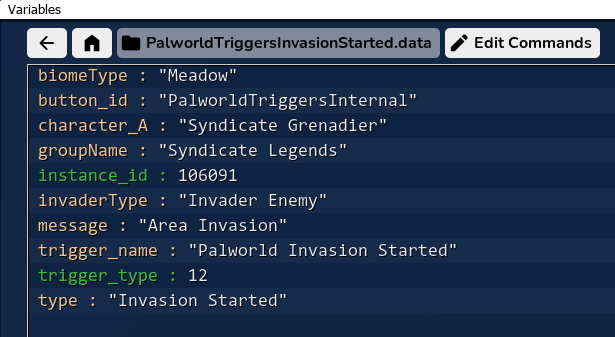 Variables
PalworldTriggersInvasionStarted.data Edit Commands
biomeType : "Meadow"
button_id : "PalworldTriggersInternal"
character_A : "Syndicate Grenadier"
groupName : "Syndicate Legends"
instance_id : 106091
invaderType : "Invader Enemy"
message : "Area Invasion"
trigger_name : "Palworld Invasion Started"
trigger_type : 12
type : "Invasion Started"